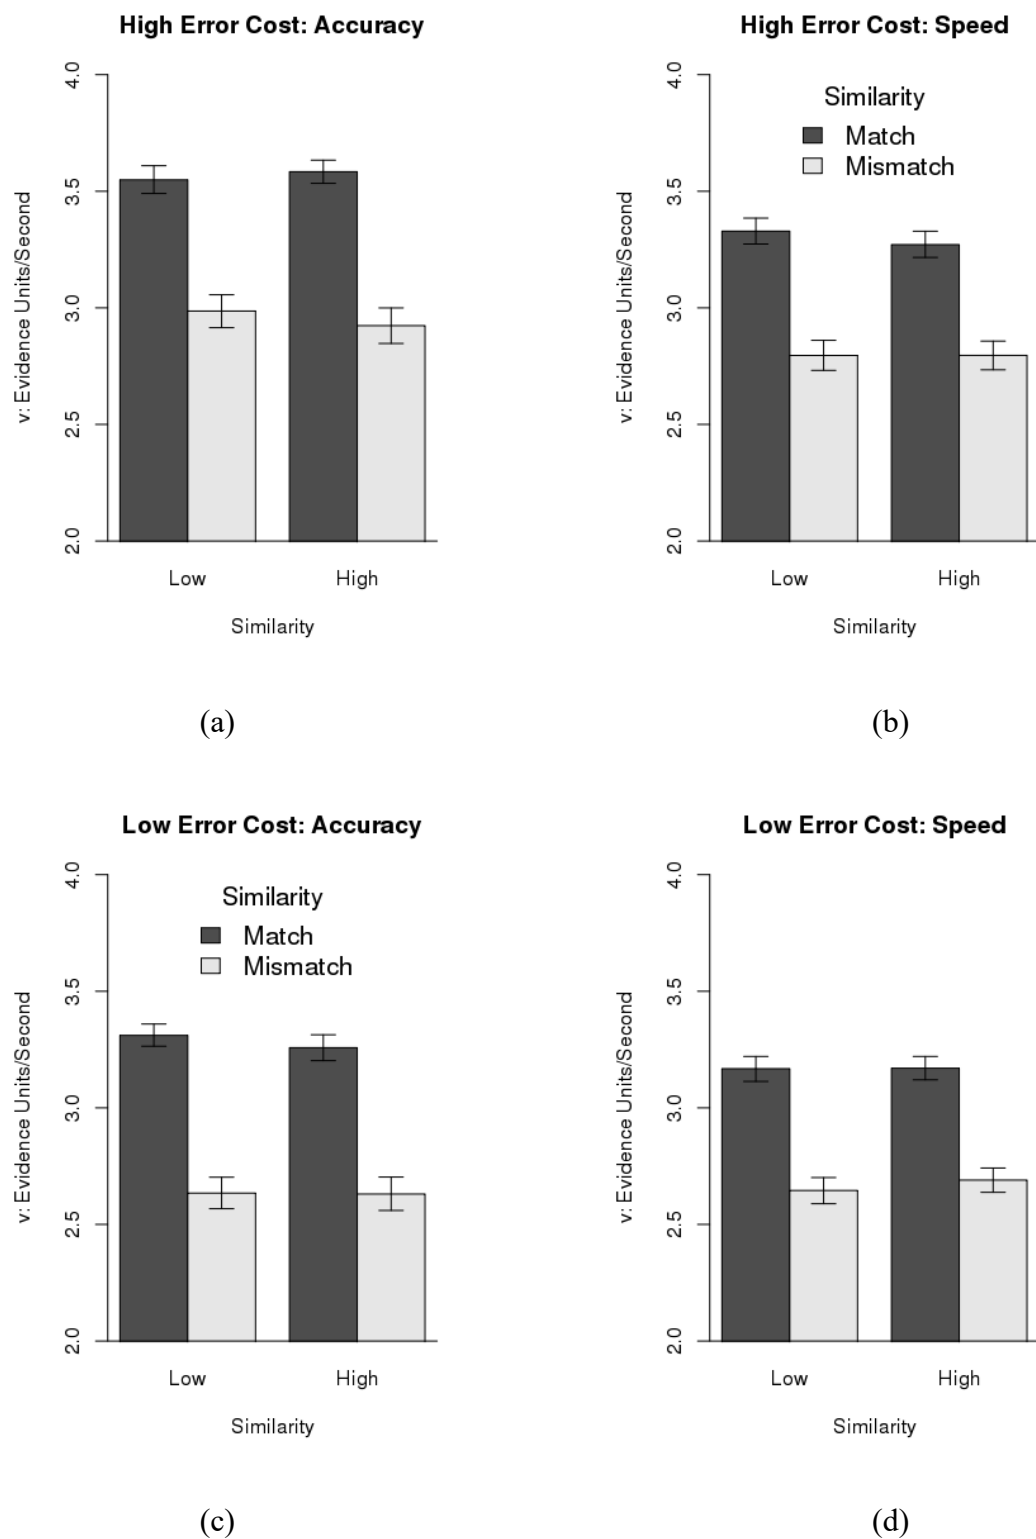 High Error Cost: Accuracy
4.0
3.5
3.0
2.5
2.0
v: Evidence Units/Second
Low
High
Similarity
(a)
High Error Cost: Speed
Similarity
Match
Mismatch
4.0
3.5
3.0
2.5
2.0
v: Evidence Units/Second
Low
High
Similarity
(b)
Low Error Cost: Accuracy
Similarity
Match
Mismatch
4.0
3.5
3.0
2.5
2.0
v: Evidence Units/Second
Low
High
Similarity
(c)
Low Error Cost: Speed
4.0
3.5
3.0
2.5
2.0
v: Evidence Units/Second
Low
High
Similarity
(d)